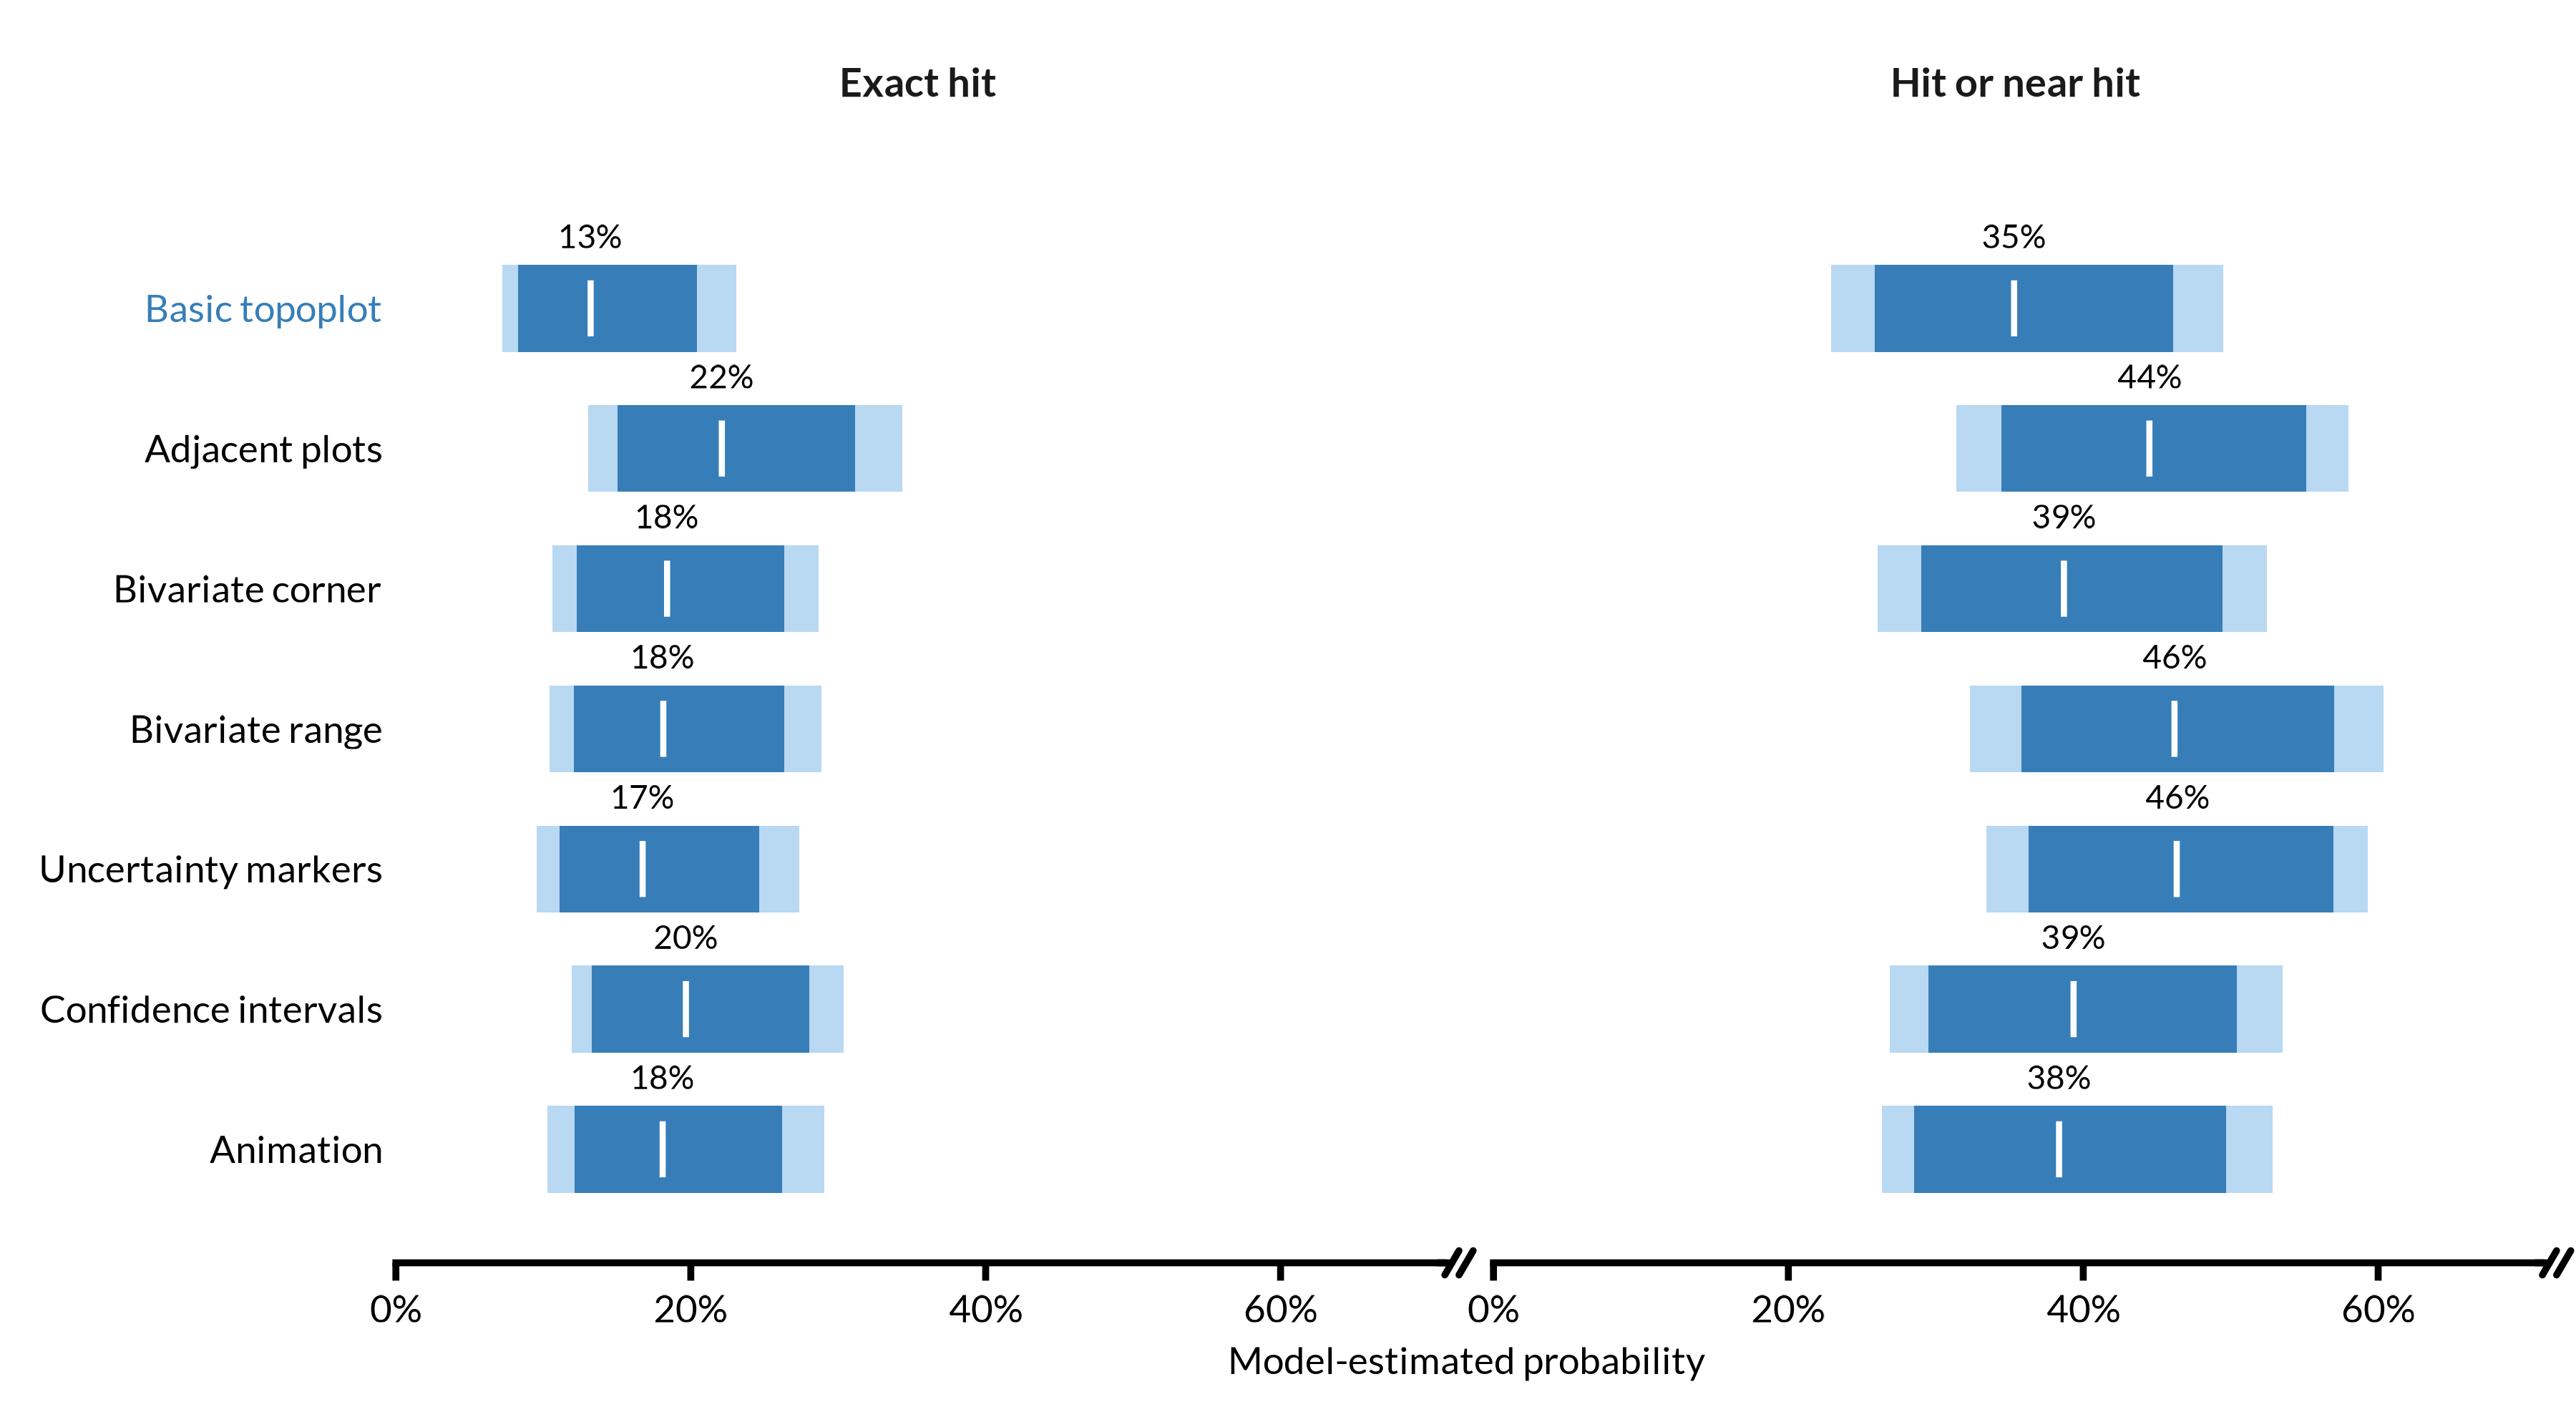 Exact hit
Hit or near hit
13%
35%
Basic topoplot
22%
44%
Adjacent plots
18%
39%
Bivariate corner
18%
46%
Bivariate range
17%
46%
Uncertainty markers
20%
39%
Confidence intervals
18%
38%
Animation
0% 20% 40% 60%
0% 20% 40% 60%
Model-estimated probability